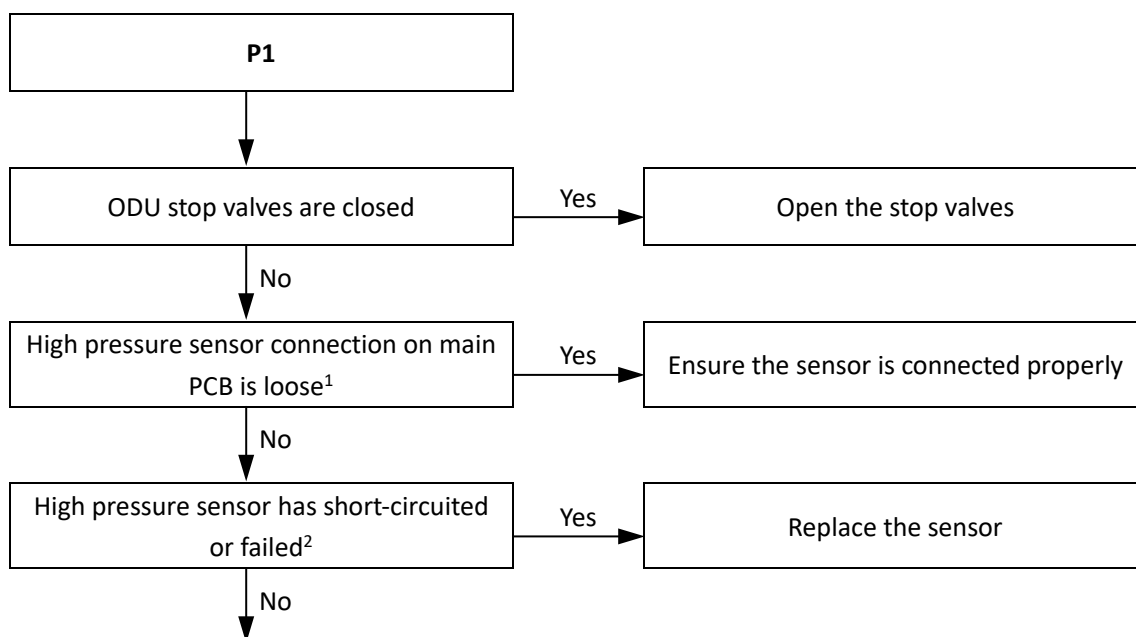 P1
ODU stop valves are closed
Yes
Open the stop valves
No
High pressure sensor connection on main
PCB is loose¹
Yes
Ensure the sensor is connected properly
No
High pressure sensor has short-circuited
or failed²
Yes
Replace the sensor
No